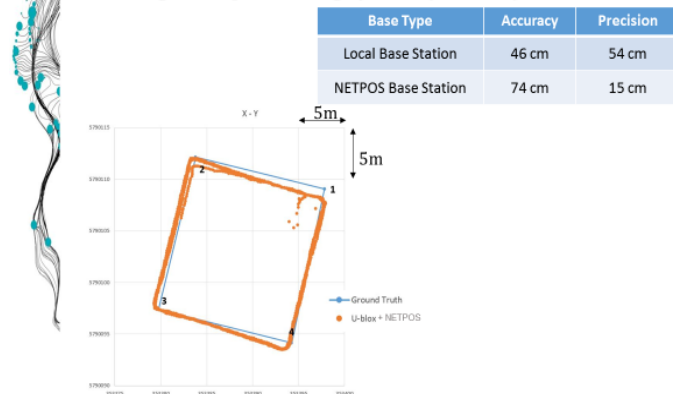 Base Type Accuracy Precision
Local Base Station 46 cm 54 cm
NETPOS Base Station 74 cm 15 cm
X - Y
5m
5m
5790115
5790110
5790105
5790100
5790095
5790090
1
2
3
4
Ground Truth
U-blox + NETPOS